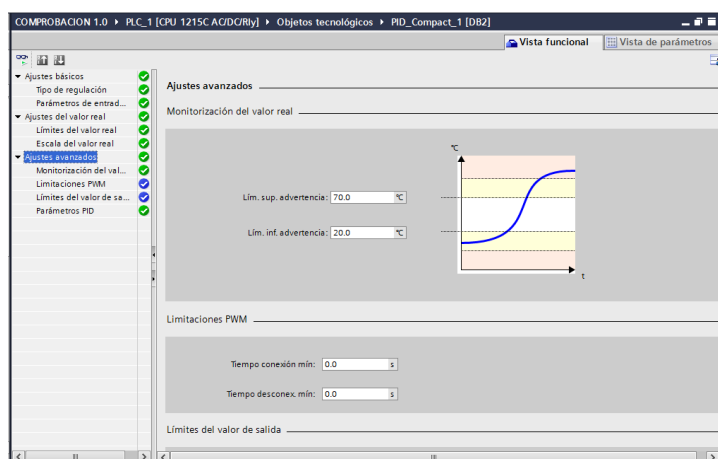 COMPROBACION 1.0 ▸ PLC_1 [CPU 1215C AC/DC/Rly] ▸ Objetos tecnológicos ▸ PID_Compact_1 [DB2]
Vista funcional
Vista de parámetros
Ajustes básicos
Tipo de regulación
Parámetros de entrad...
Ajustes del valor real
Límites del valor real
Escala del valor real
Ajustes avanzados
Monitorización del val...
Limitaciones PWM
Límites del valor de sa...
Parámetros PID
Ajustes avanzados
Monitorización del valor real
°C
Lím. sup. advertencia: 70.0 °C
Lím. inf. advertencia: 20.0 °C
t
Limitaciones PWM
Tiempo conexión mín: 0.0 s
Tiempo desconex. mín: 0.0 s
Límites del valor de salida